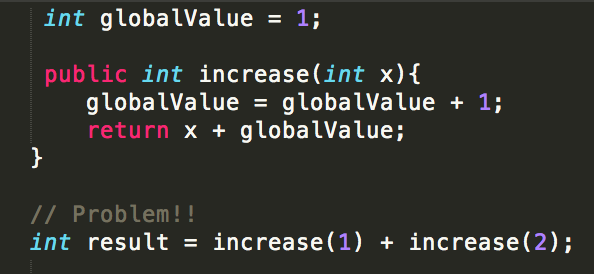 int globalValue = 1;
public int increase(int x){
globalValue = globalValue + 1;
return x + globalValue;
}
// Problem!!
int result = increase(1) + increase(2);